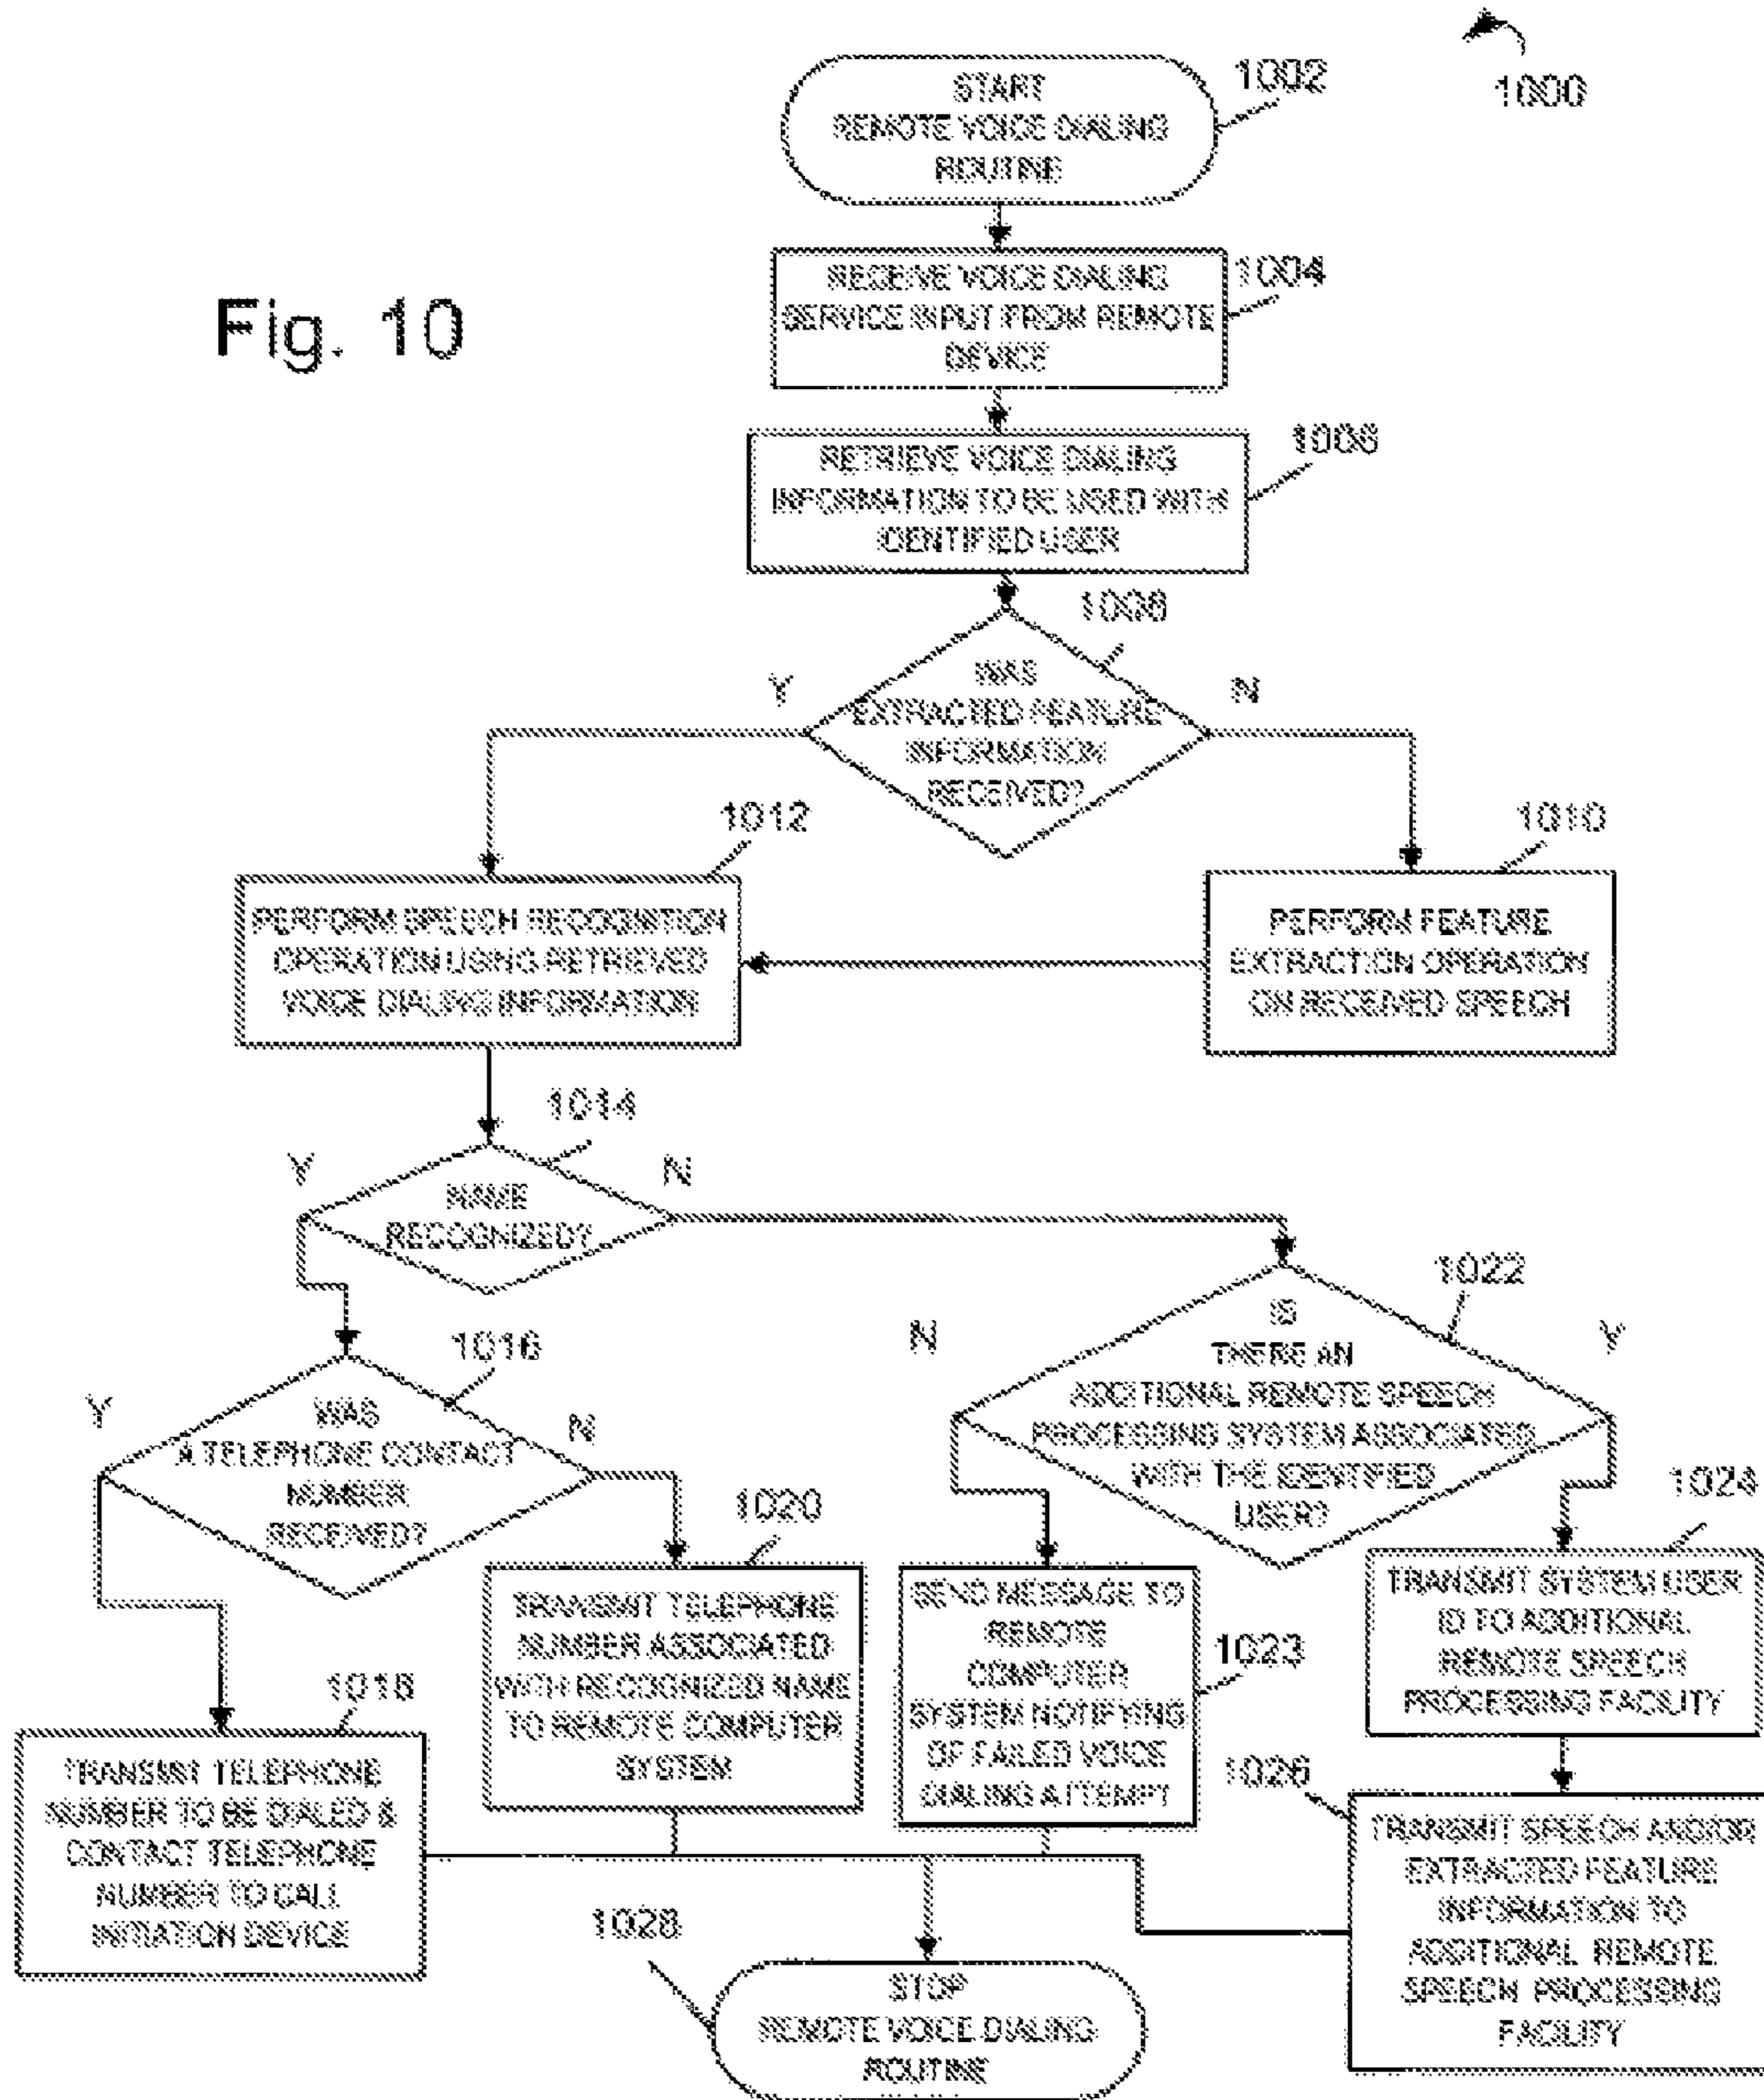 1000
START
REMOTE VOICE DIALING
ROUTINE
1002
Fig. 10
RECEIVE VOICE DIALING
SERVICE INPUT FROM REMOTE
DEVICE
1004
RETRIEVE VOICE DIALING
INFORMATION TO BE USED WITH
IDENTIFIED USER
1006
1008
WAS
EXTRACTED FEATURE
INFORMATION
RECEIVED?
Y
N
1012
PERFORM SPEECH RECOGNITION
OPERATION USING RETRIEVED
VOICE DIALING INFORMATION
1010
PERFORM FEATURE
EXTRACTION OPERATION
ON RECEIVED SPEECH
1014
Y
N
NAME
RECOGNIZED?
1016
Y
N
WAS
A TELEPHONE CONTACT
NUMBER
RECEIVED?
1022
N
Y
IS
THERE AN
ADDITIONAL REMOTE SPEECH
PROCESSING SYSTEM ASSOCIATED
WITH THE IDENTIFIED
USER?
1018
TRANSMIT TELEPHONE
NUMBER TO BE DIALED &
CONTACT TELEPHONE
NUMBER TO CALL
INITIATION DEVICE
1020
TRANSMIT TELEPHONE
NUMBER ASSOCIATED
WITH RECOGNIZED NAME
TO REMOTE COMPUTER
SYSTEM
SEND MESSAGE TO
REMOTE
COMPUTER
SYSTEM NOTIFYING
OF FAILED VOICE
DIALING ATTEMPT
1023
1024
TRANSMIT SYSTEM USER
ID TO ADDITIONAL
REMOTE SPEECH
PROCESSING FACILITY
1026
TRANSMIT SPEECH AND/OR
EXTRACTED FEATURE
INFORMATION TO
ADDITIONAL REMOTE
SPEECH PROCESSING
FACILITY
1028
STOP
REMOTE VOICE DIALING
ROUTINE